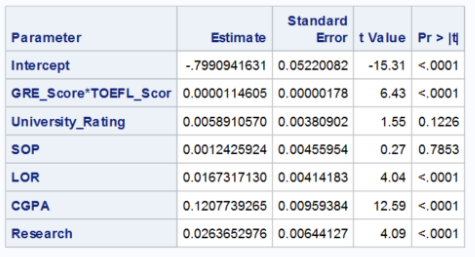 Parameter Estimate Standard Error t Value Pr > |t|
Intercept -.7990941631 0.05220082 -15.31 <.0001
GRE_Score*TOEFL_Scor 0.0000114605 0.00000178 6.43 <.0001
University_Rating 0.0058910570 0.00380902 1.55 0.1226
SOP 0.0012425924 0.00455954 0.27 0.7853
LOR 0.0167317130 0.00414183 4.04 <.0001
CGPA 0.1207739265 0.00959384 12.59 <.0001
Research 0.0263652976 0.00644127 4.09 <.0001